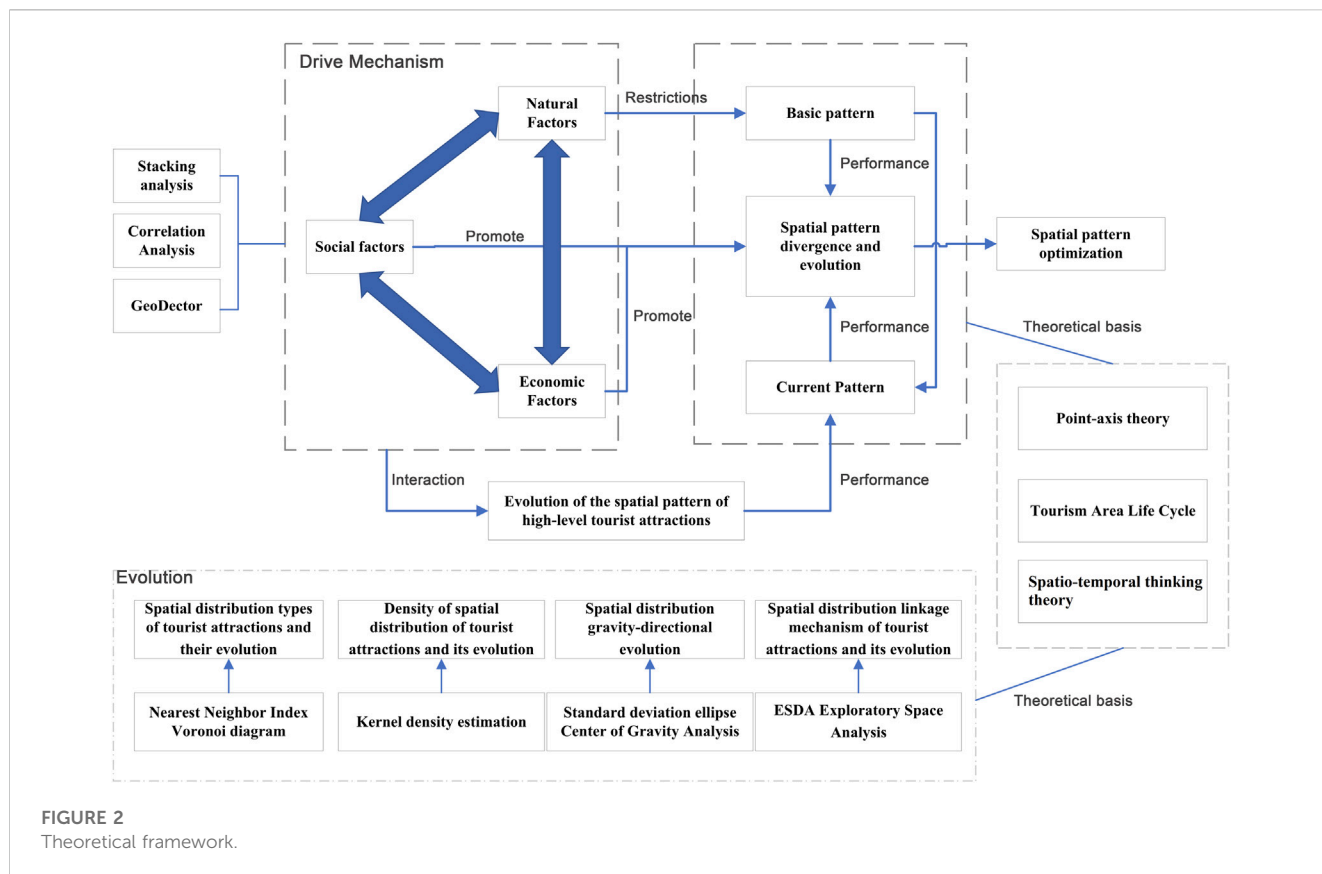 Drive Mechanism
Natural
Factors
Restrictions
Basic pattern
Stacking
analysis
Performance
Correlation
Analysis
Social factors
Promote
Spatial pattern
divergence and
evolution
Spatial pattern
optimization
GeoDector
Promote
Performance
Theoretical basis
Economic
Factors
Current Pattern
Point-axis theory
Interaction
Evolution of the spatial pattern of
high-level tourist attractions
Performance
Tourism Area Life Cycle
Spatio-temporal thinking
theory
Evolution
Spatial distribution types
of tourist attractions and
their evolution
Density of spatial
distribution of tourist
attractions and its evolution
Spatial distribution
gravity-directional
evolution
Spatial distribution linkage
mechanism of tourist
attractions and its evolution
Nearest Neighbor Index
Voronoi diagram
Kernel density estimation
Standard deviation ellipse
Center of Gravity Analysis
ESDA Exploratory Space
Analysis
Theoretical basis
FIGURE 2
Theoretical framework.